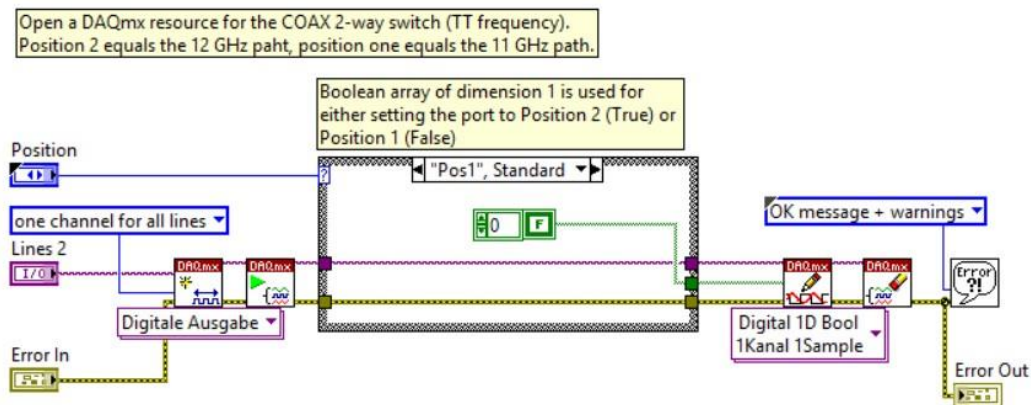 Open a DAQmx resource for the COAX 2-way switch (TT frequency).
Position 2 equals the 12 GHz paht, position one equals the 11 GHz path.
Boolean array of dimension 1 is used for
either setting the port to Position 2 (True) or
Position 1 (False)
Position
"Pos1", Standard
?
one channel for all lines
0
F
OK message + warnings
Lines 2
I/O
DAQmx
DAQmx
DAQmx
DAQmx
Error
?!
Digitale Ausgabe
Digital 1D Bool
1Kanal 1Sample
Error In
Error Out